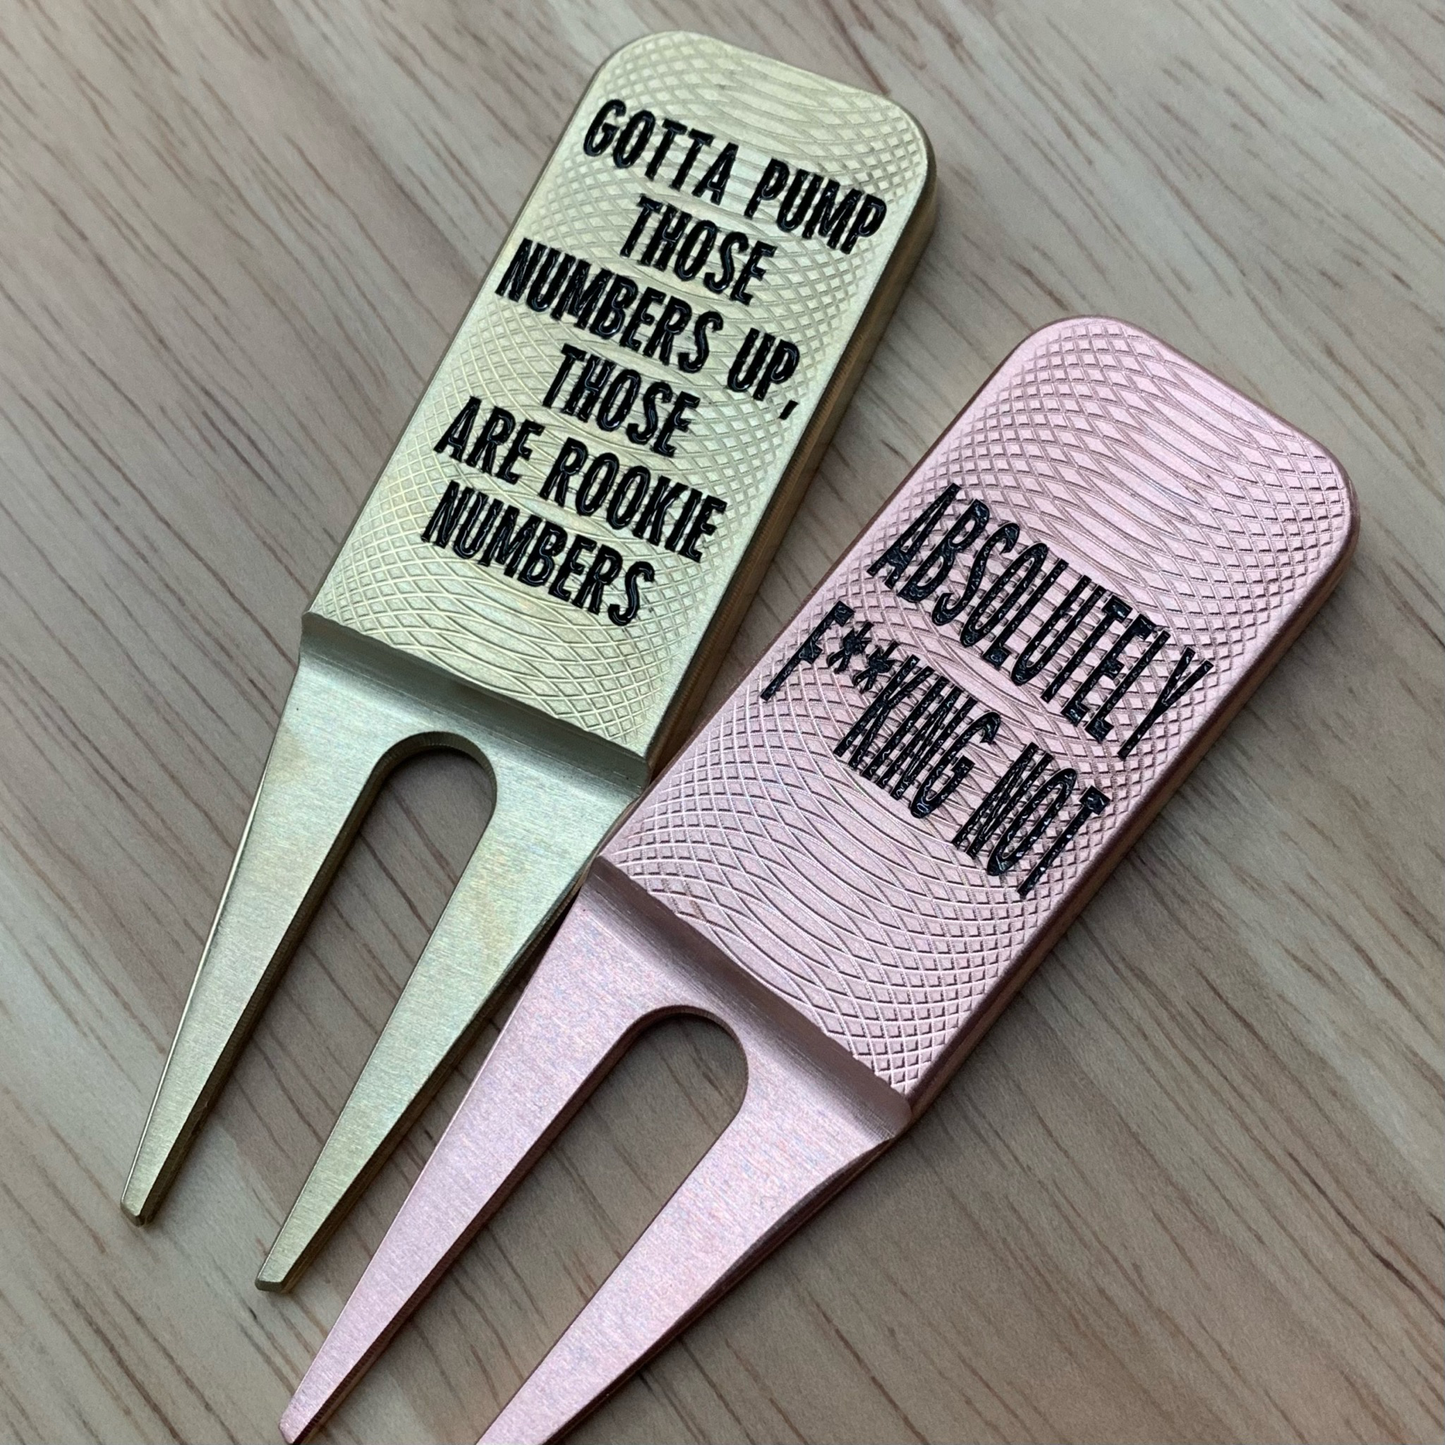 GOTTA PUMP
THOSE
NUMBERS UP,
THOSE
ARE ROOKIE
NUMBERS
ABSOLUTELY
F**KING NOT